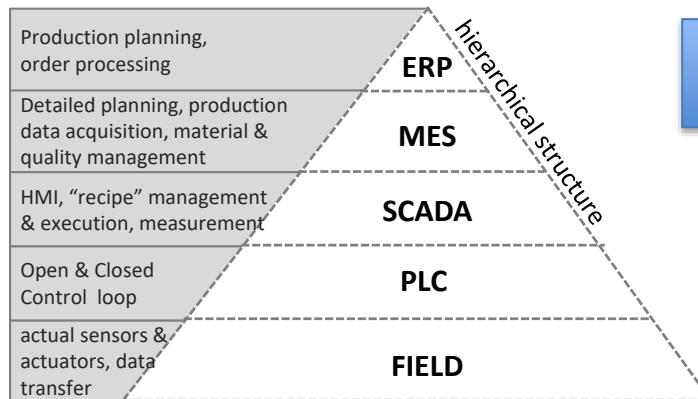 Production planning,
order processing
ERP
hierarchical structure
Detailed planning, production
data acquisition, material &
quality management
MES
HMI, “recipe” management
& execution, measurement
SCADA
Open & Closed
Control loop
PLC
actual sensors &
actuators, data
transfer
FIELD